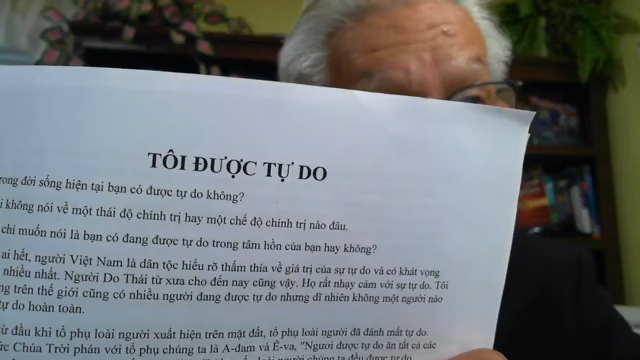 TÔI ĐƯỢC TỰ DO
trong đời sống hiện tại bạn có được tự do không?
không nói về một thái độ chính trị hay một chế độ chính trị nào đâu.
chỉ muốn nói là bạn có đang được tự do trong tâm hồn của bạn hay không?
ai hết, người Việt Nam là dân tộc hiểu rõ thấm thía về giá trị của sự tự do và có khát vọng
nhiều nhất. Người Do Thái từ xưa cho đến nay cũng vậy. Họ rất nhạy cảm với sự tự do. Tôi
trên thế giới cũng có nhiều người đang được tự do nhưng dĩ nhiên không một người nào
tự do hoàn toàn.
từ đầu khi tổ phụ loài người xuất hiện trên mặt đất, tổ phụ loài người đã đánh mất tự do.
Chúa Trời phán với tổ phụ chúng ta là A-đam và Ê-va, "Ngươi được tự do ăn tất cả các